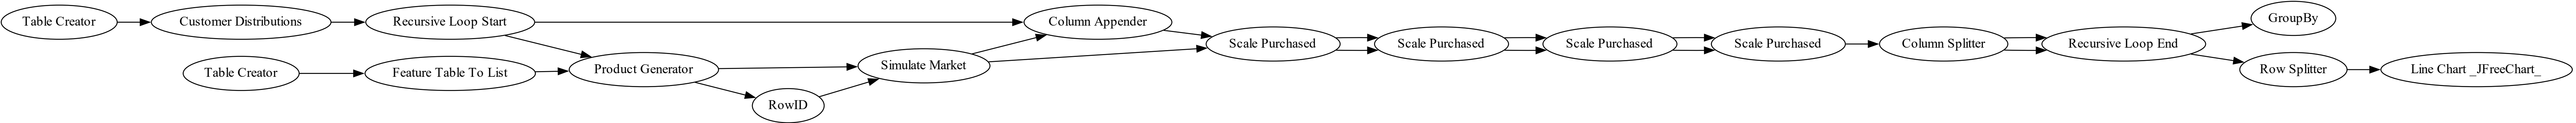 Table Creator
Customer Distributions
Recursive Loop Start
Table Creator
Feature Table To List
Product Generator
RowID
Simulate Market
Column Appender
Scale Purchased
Scale Purchased
Scale Purchased
Scale Purchased
Column Splitter
Recursive Loop End
GroupBy
Row Splitter
Line Chart _JFreeChart_